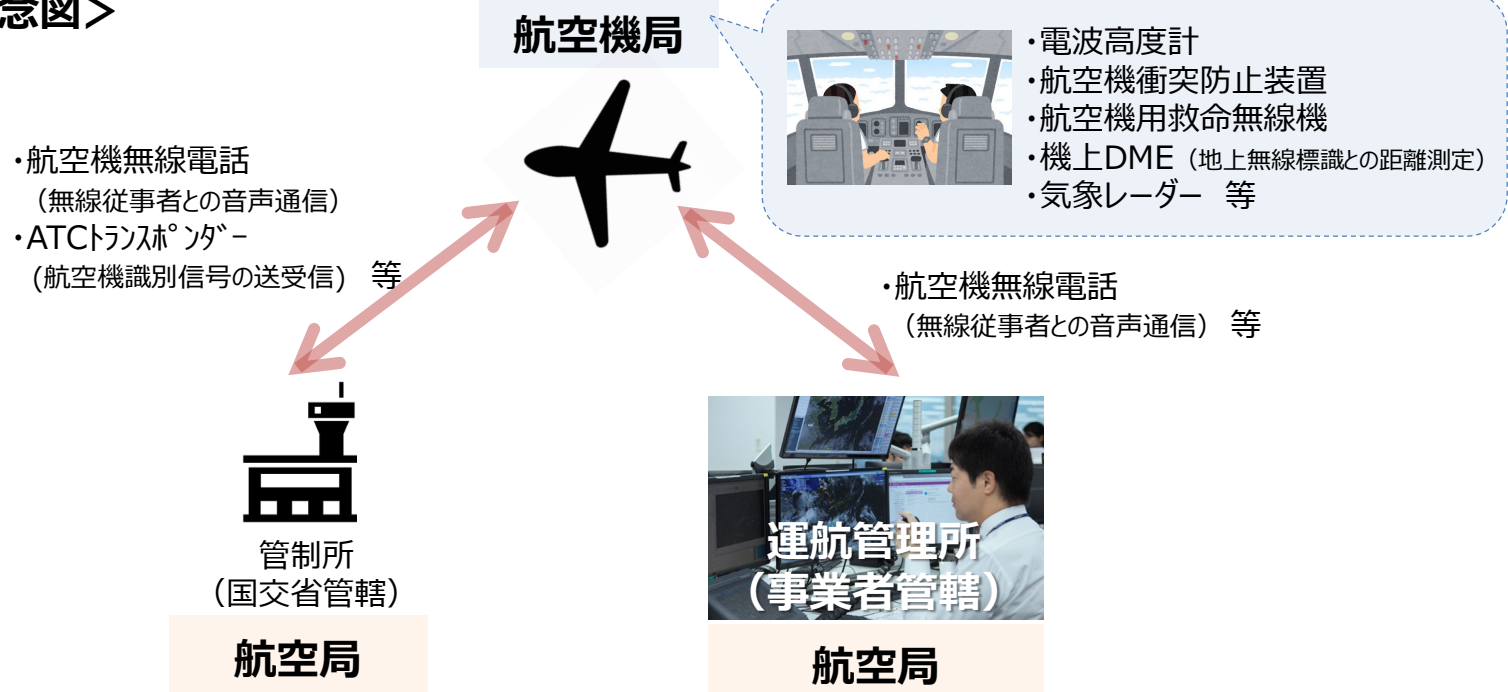 念図＞
航空機局
・電波高度計
・航空機衝突防止装置
・航空機用救命無線機
・機上DME（地上無線標識との距離測定）
・気象レーダー 等
・航空機無線電話
（無線従事者との音声通信）
・ATCﾄﾗﾝｽﾎﾟﾝﾀﾞｰ
(航空機識別信号の送受信) 等
・航空機無線電話
（無線従事者との音声通信） 等
管制所
（国交省管轄）
航空局
運航管理所
（事業者管轄）
航空局